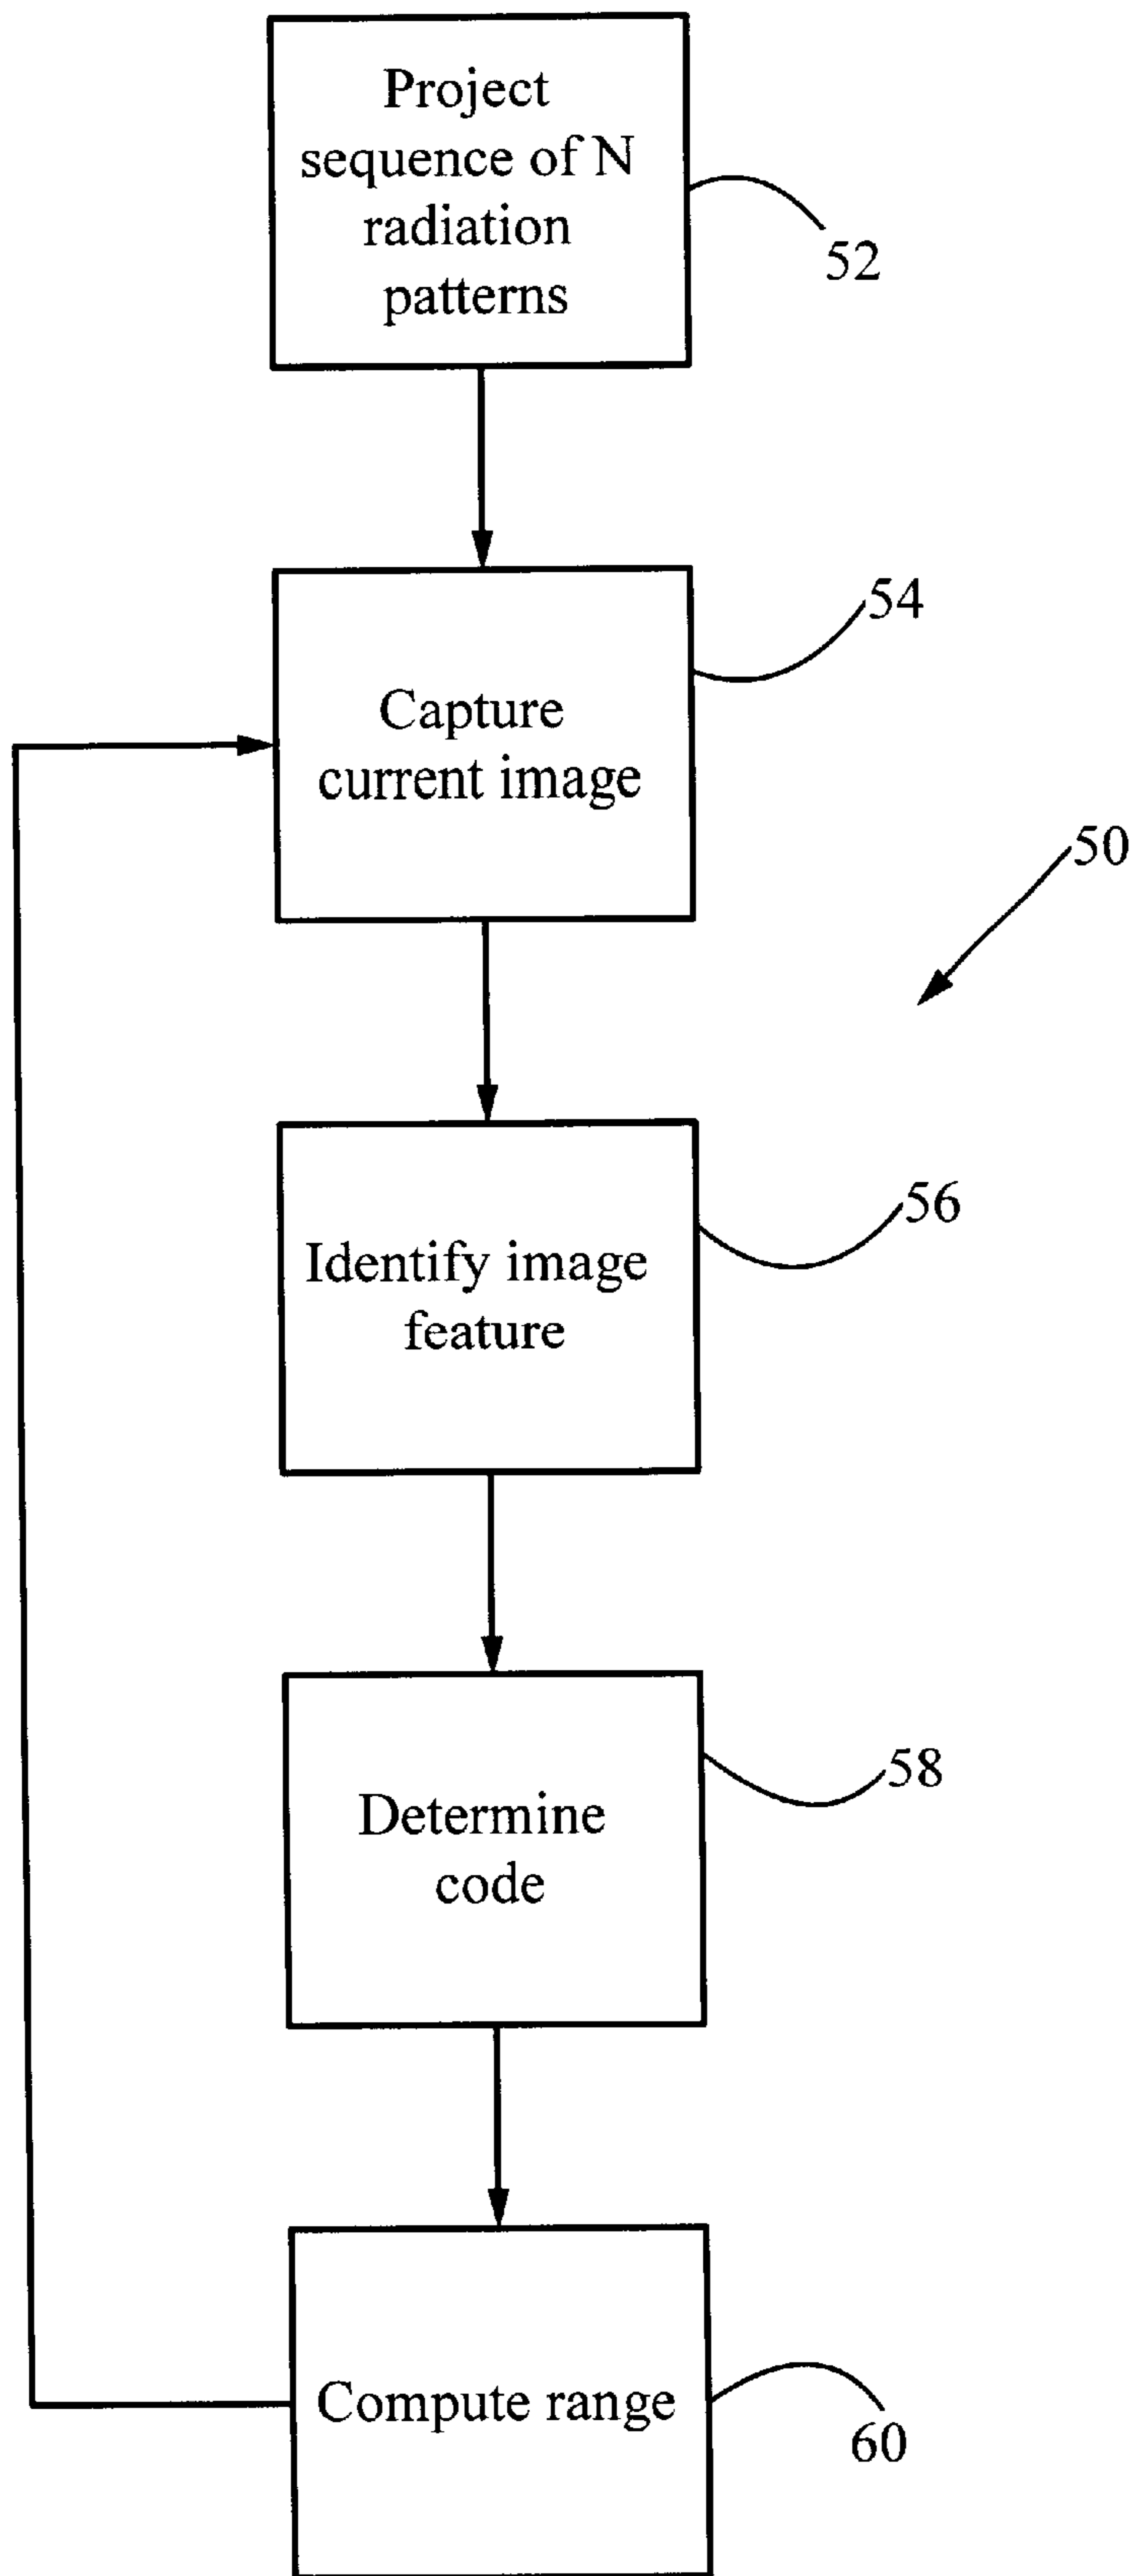 Project
sequence of N
radiation
patterns
52
54
Capture
current image
50
56
Identify image
feature
58
Determine
code
Compute range
60